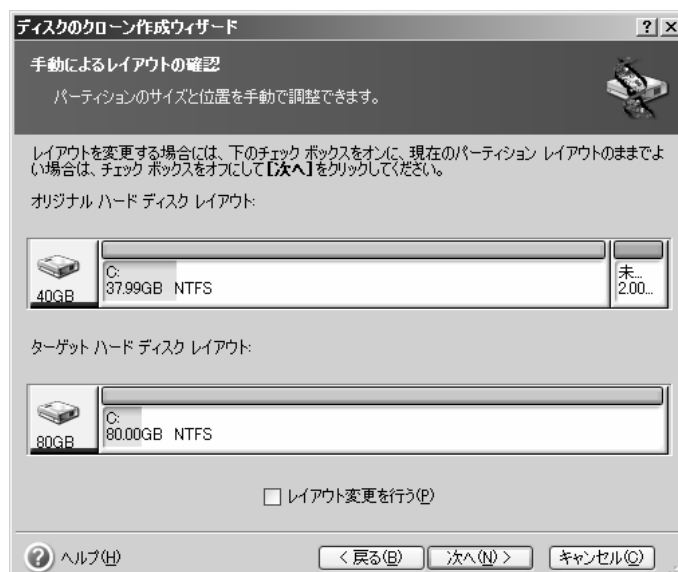 ディスクのクローン作成ウィザード
手動によるレイアウトの確認
パーティションのサイズと位置を手動で調整できます。
レイアウトを変更する場合には、下のチェック ボックスをオンに、現在のパーティション レイアウトのままでよ
い場合は、チェック ボックスをオフにして【次へ】をクリックしてください。
オリジナル ハード ディスク レイアウト:
40GB
C:
37.99GB NTFS
未...
2.00...
ターゲット ハード ディスク レイアウト:
80GB
C:
80.00GB NTFS
レイアウト変更を行う(P)
ヘルプ(H)
< 戻る(B)
次へ(N) >
キャンセル(C)